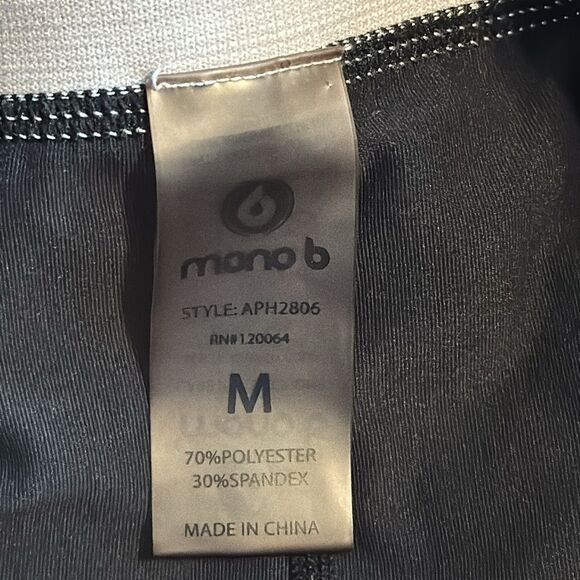 mono b
STYLE: APH2806
RN#120064
M
70%POLYESTER
30%SPANDEX
MADE IN CHINA